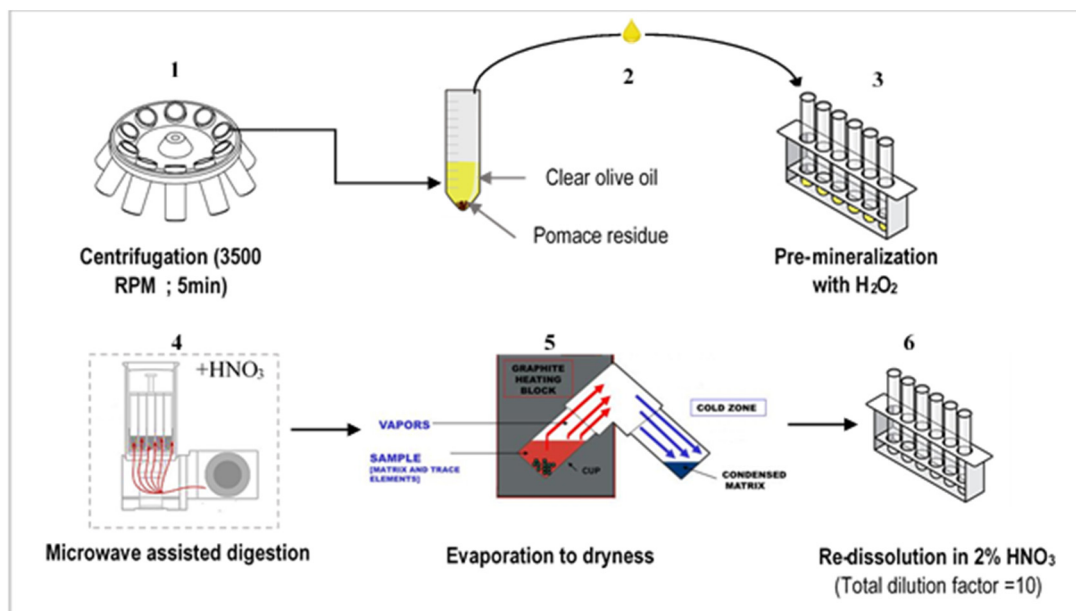 1
2
3
Clear olive oil
Pomace residue
Centrifugation (3500
RPM ; 5min)
Pre-mineralization
with H₂O₂
4
+HNO₃
5
6
GRAPHITE
HEATING
BLOCK
COLD ZONE
VAPORS
SAMPLE
[MATRIX AND TRACE
ELEMENTS]
CUP
CONDENSED
MATRIX
Microwave assisted digestion
Evaporation to dryness
Re-dissolution in 2% HNO₃
(Total dilution factor =10)